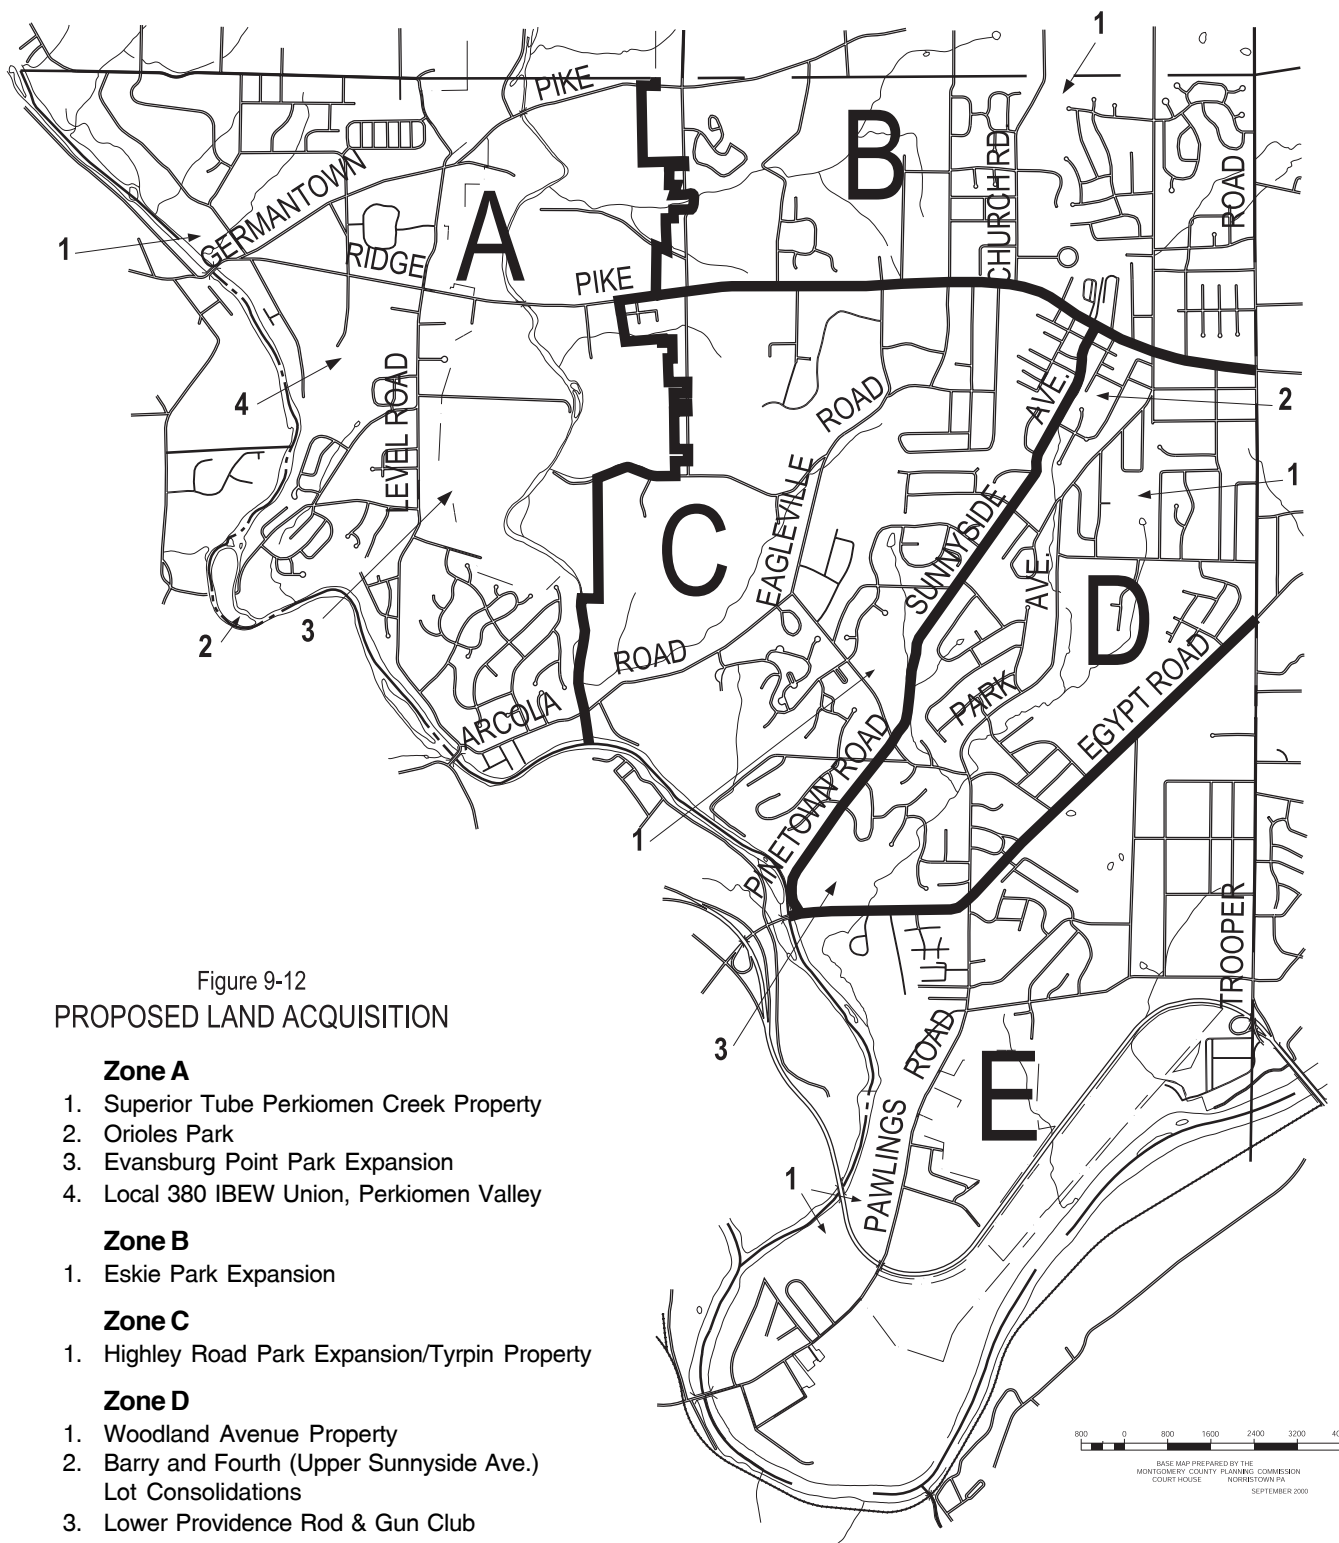 1
PIKE
B
CHURCH RD
ROAD
GERMANTOWN
1
A
RIDGE
PIKE
4
LEVEL ROAD
ROAD
AVE.
2
EAGLEVILLE
1
C
SUNNYSIDE
AVE.
D
2
3
ROAD
ARCOLA
PARK
EGYPT ROAD
PINETOWN ROAD
1
TROOPER
3
ROAD
E
PAWLINGS
1
Figure 9-12
PROPOSED LAND ACQUISITION
Zone A
1. Superior Tube Perkiomen Creek Property
2. Orioles Park
3. Evansburg Point Park Expansion
4. Local 380 IBEW Union, Perkiomen Valley
Zone B
1. Eskie Park Expansion
Zone C
1. Highley Road Park Expansion/Tyrpin Property
Zone D
1. Woodland Avenue Property
2. Barry and Fourth (Upper Sunnyside Ave.)
Lot Consolidations
3. Lower Providence Rod & Gun Club
800 0 800 1600 2400 3200
BASE MAP PREPARED BY THE
MONTGOMERY COUNTY PLANNING COMMISSION
COURT HOUSE NORRISTOWN PA
SEPTEMBER 2000